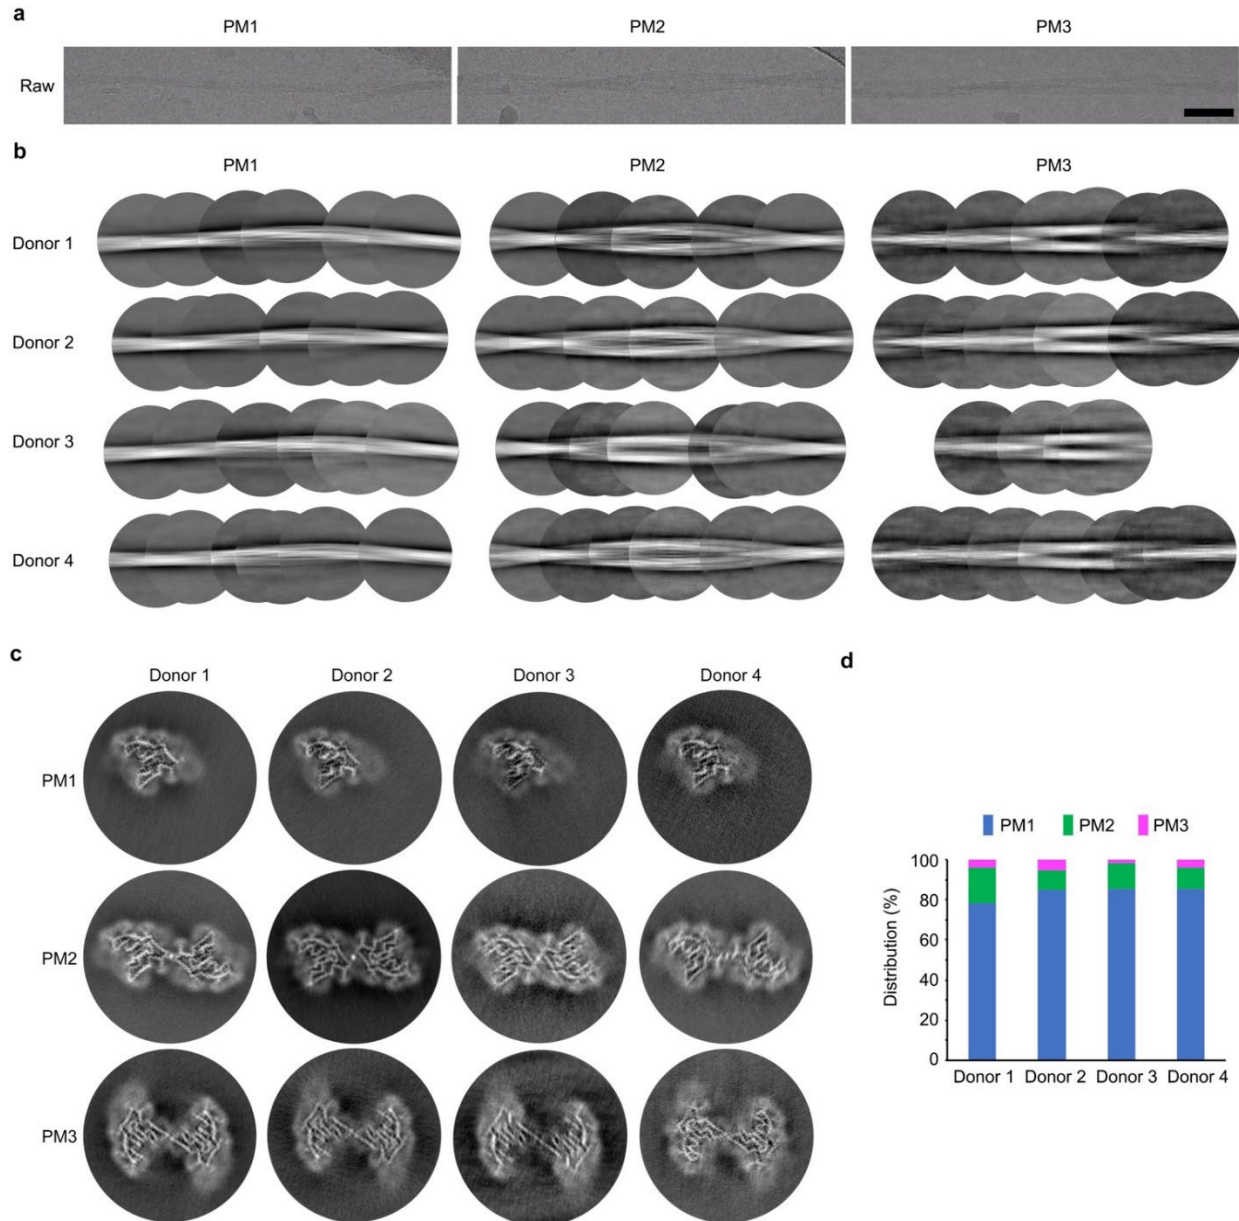 a
PM1 PM2 PM3
Raw
b
PM1 PM2 PM3
Donor 1
Donor 2
Donor 3
Donor 4
c
Donor 1 Donor 2 Donor 3 Donor 4
PM1
PM2
PM3
d
PM1 PM2 PM3
Distribution (%)
100
80
60
40
20
0
Donor 1 Donor 2 Donor 3 Donor 4